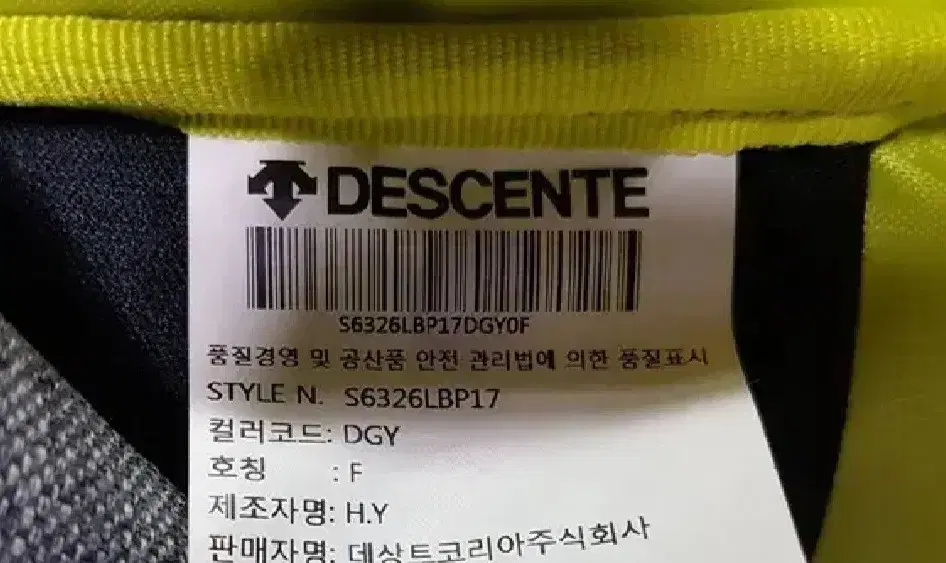 DESCENTE
S6326LBP17DGY0F
품질경영 및 공산품 안전 관리법에 의한 품질표시
STYLE N. S6326LBP17
컬러코드: DGY
호칭 : F
제조자명: H.Y
판매자명: 데상트코리아주식회사